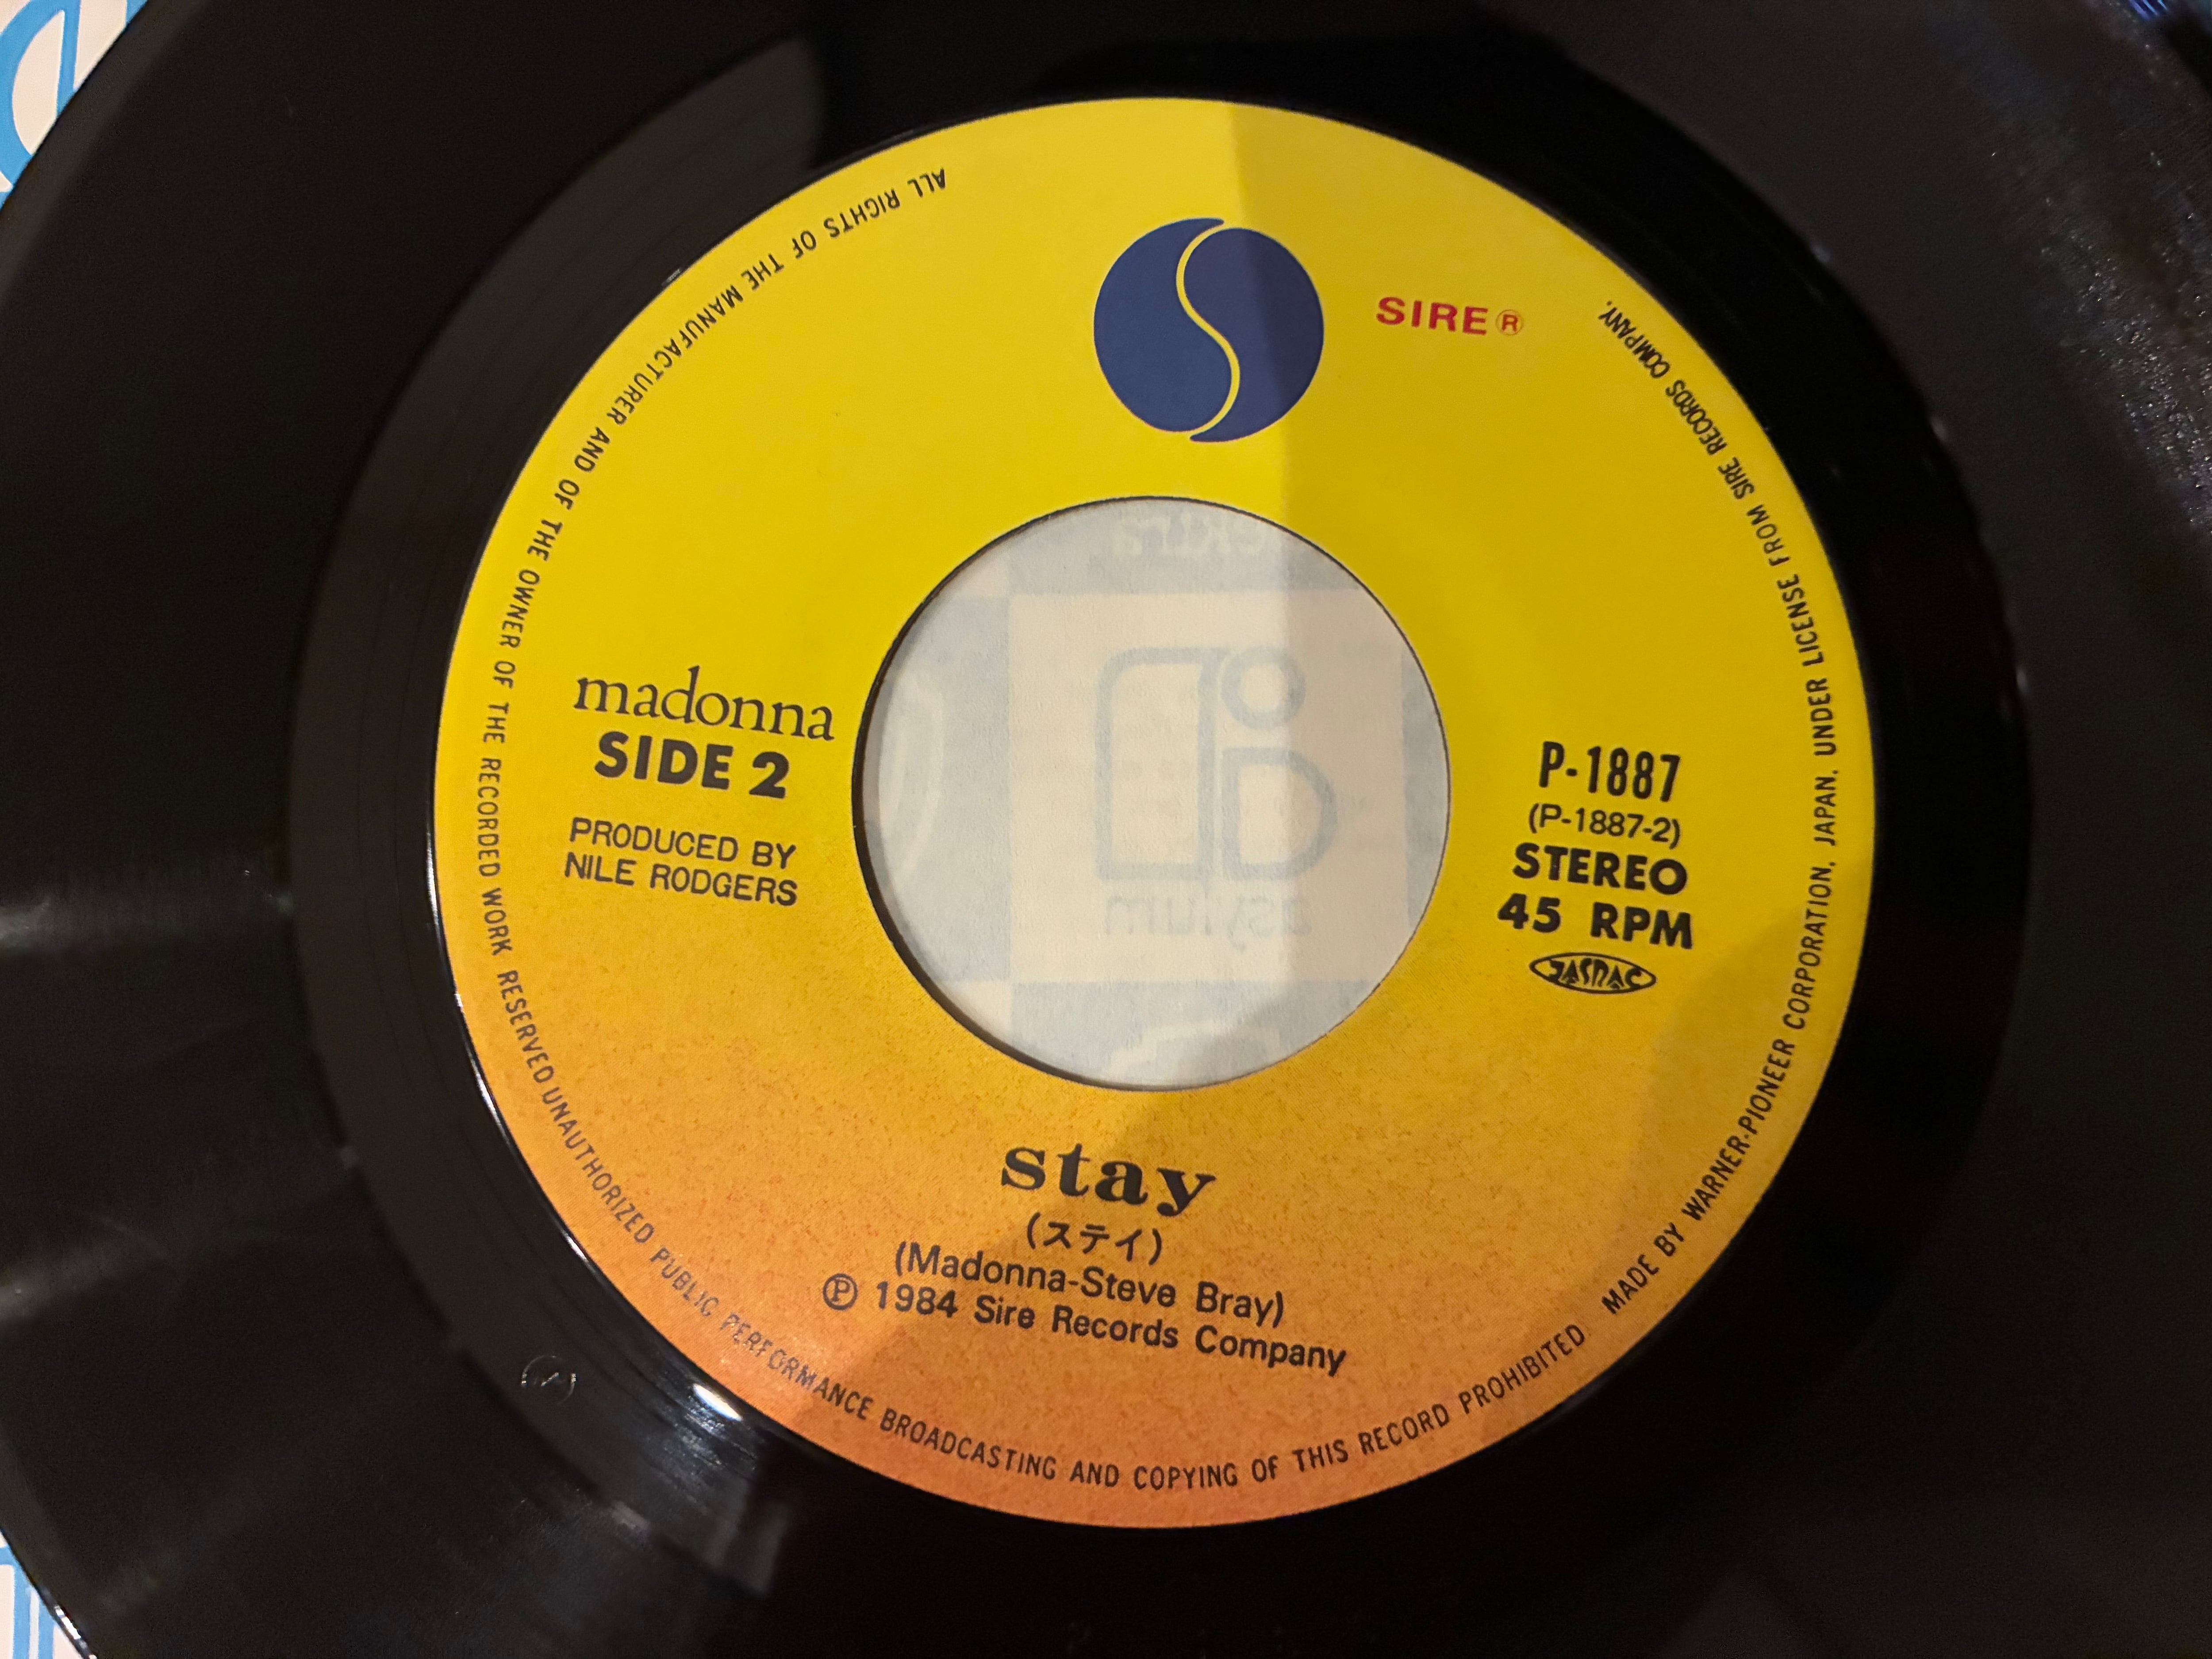 SIRE®
madonna
SIDE 2
PRODUCED BY
NILE RODGERS
P-1887
(P-1887-2)
STEREO
45 RPM
JASRAC
stay
(ステイ)
(Madonna-Steve Bray)
Ⓟ 1984 Sire Records Company
ALL RIGHTS OF THE MANUFACTURER AND OF THE OWNER OF THE RECORDED WORK RESERVED UNAUTHORIZED PUBLIC PERFORMANCE BROADCASTING AND COPYING OF THIS RECORD PROHIBITED MADE BY WARNER-PIONEER CORPORATION, JAPAN, UNDER LICENSE FROM SIRE RECORDS COMPANY.
asylum